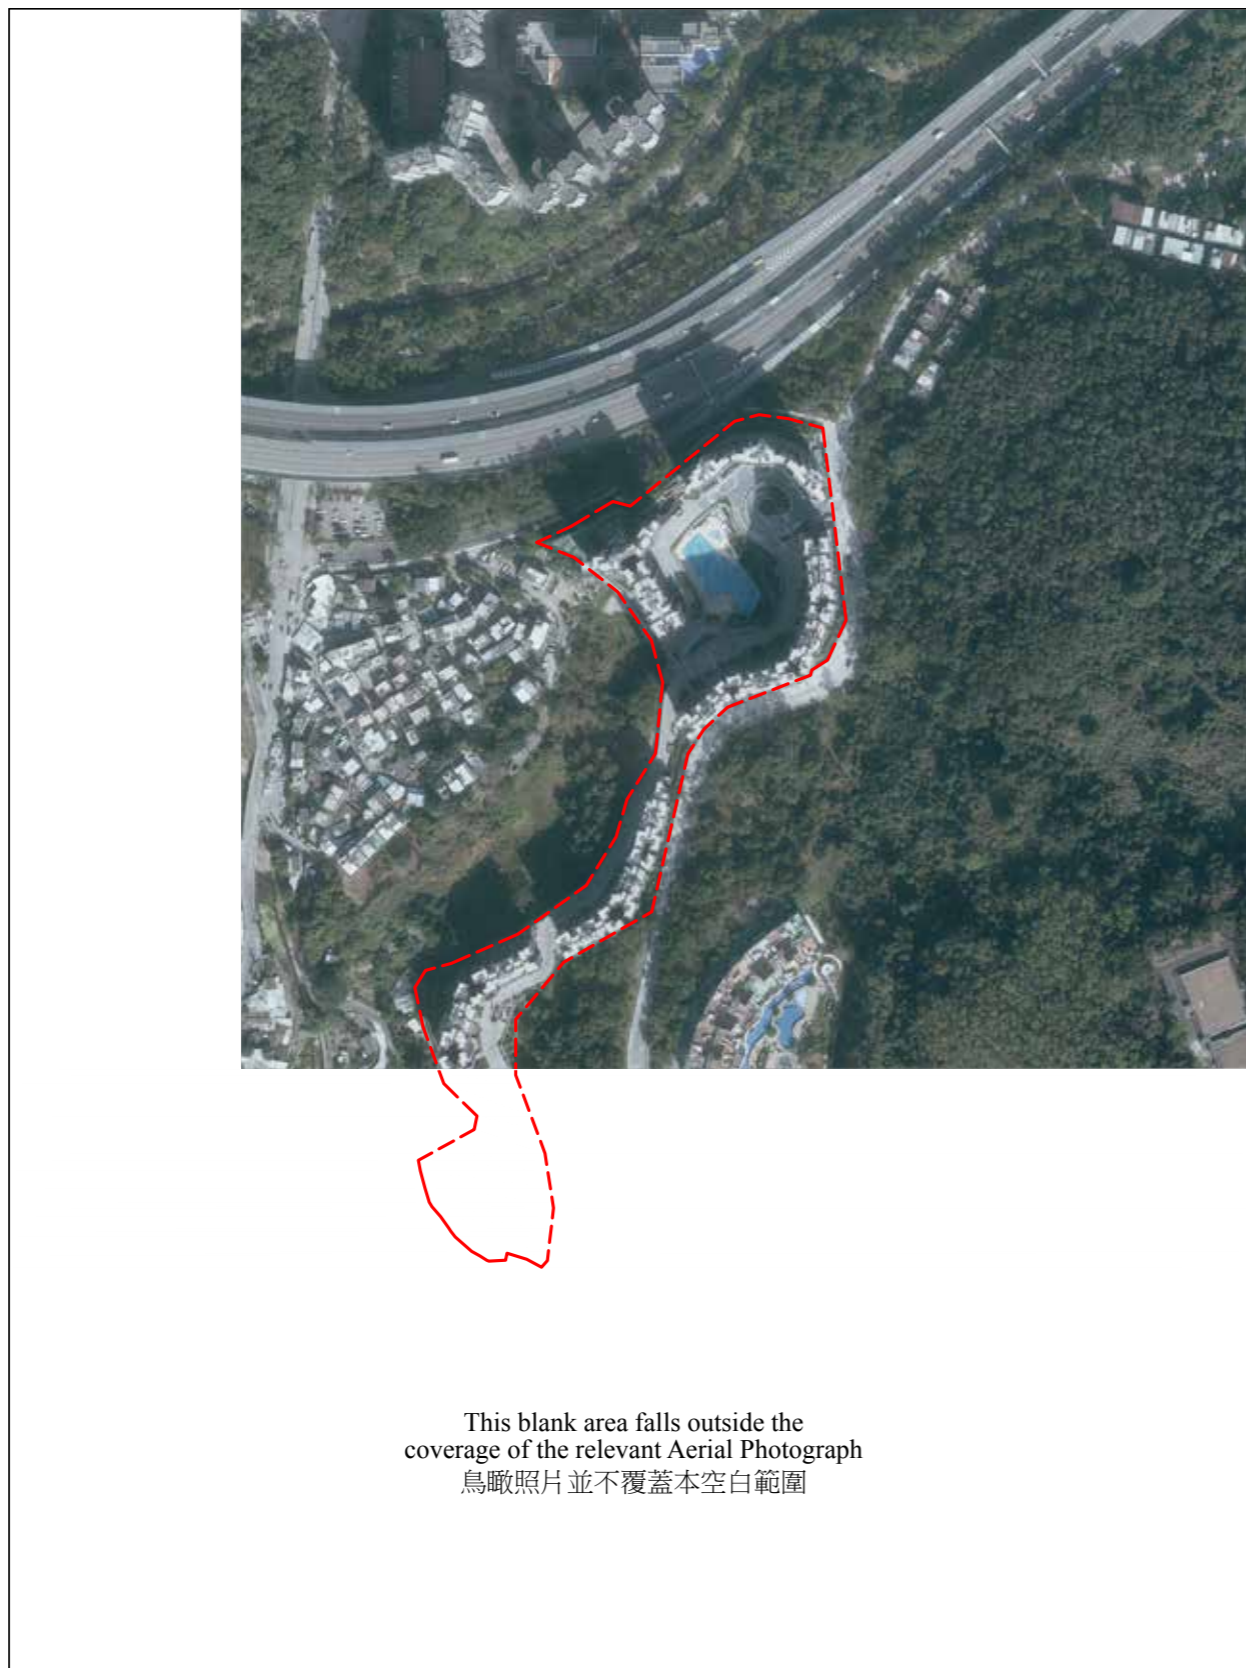 This blank area falls outside the
coverage of the relevant Aerial Photograph
鳥瞰照片並不覆蓋本空白範圍